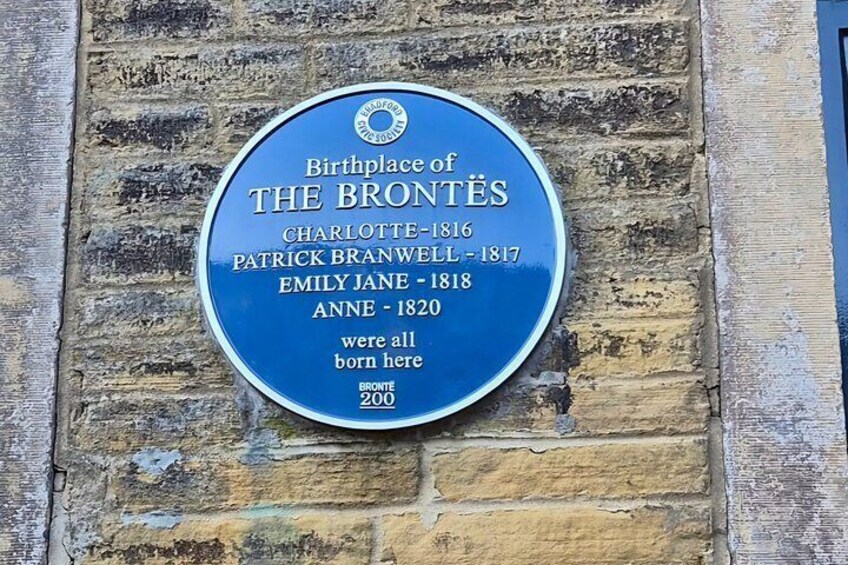 BRADFORD
CIVIC SOCIETY
Birthplace of
THE BRONTËS
CHARLOTTE-1816
PATRICK BRANWELL - 1817
EMILY JANE - 1818
ANNE - 1820
were all
born here
BRONTË
200